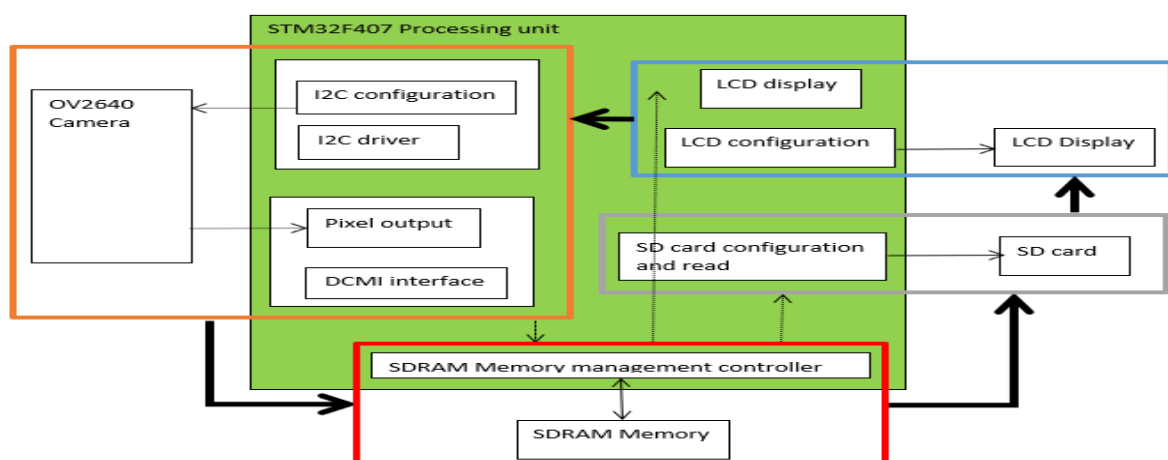 STM32F407 Processing unit
OV2640
Camera
I2C configuration
I2C driver
Pixel output
DCMI interface
LCD display
LCD configuration
LCD Display
SD card configuration
and read
SD card
SDRAM Memory management controller
SDRAM Memory